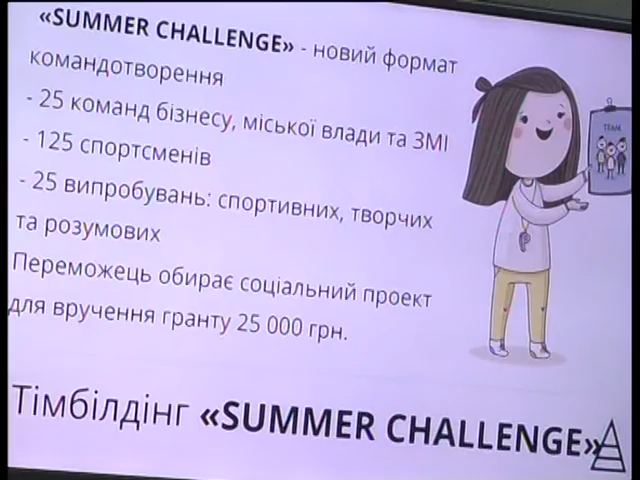 «SUMMER CHALLENGE» - новий формат
командотворення
- 25 команд бізнесу, міської влади та ЗМІ
- 125 спортсменів
- 25 випробувань: спортивних, творчих
та розумових
Переможець обирає соціальний проект
для вручення гранту 25 000 грн.
TEAM
Тімбілдінг «SUMMER CHALLENGE»